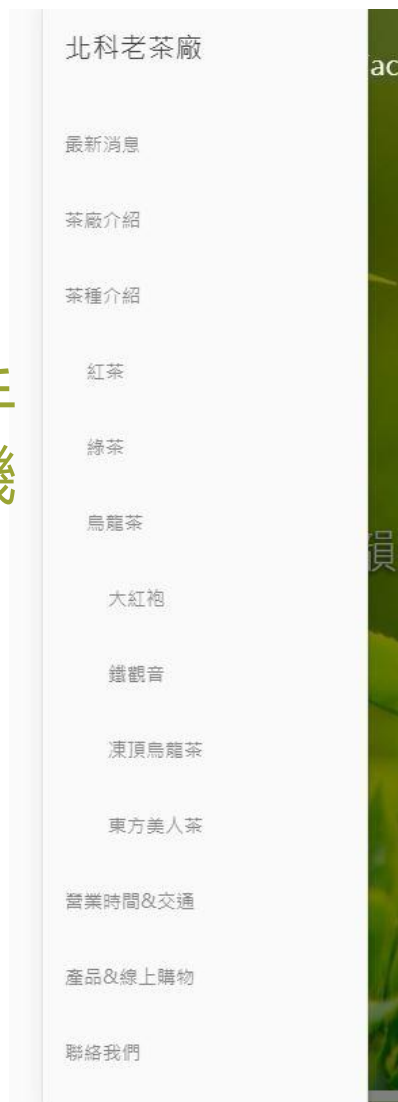 北科老茶廠
最新消息
茶廠介紹
茶種介紹
紅茶
綠茶
烏龍茶
大紅袍
鐵觀音
凍頂烏龍茶
東方美人茶
營業時間&交通
產品&線上購物
聯絡我們